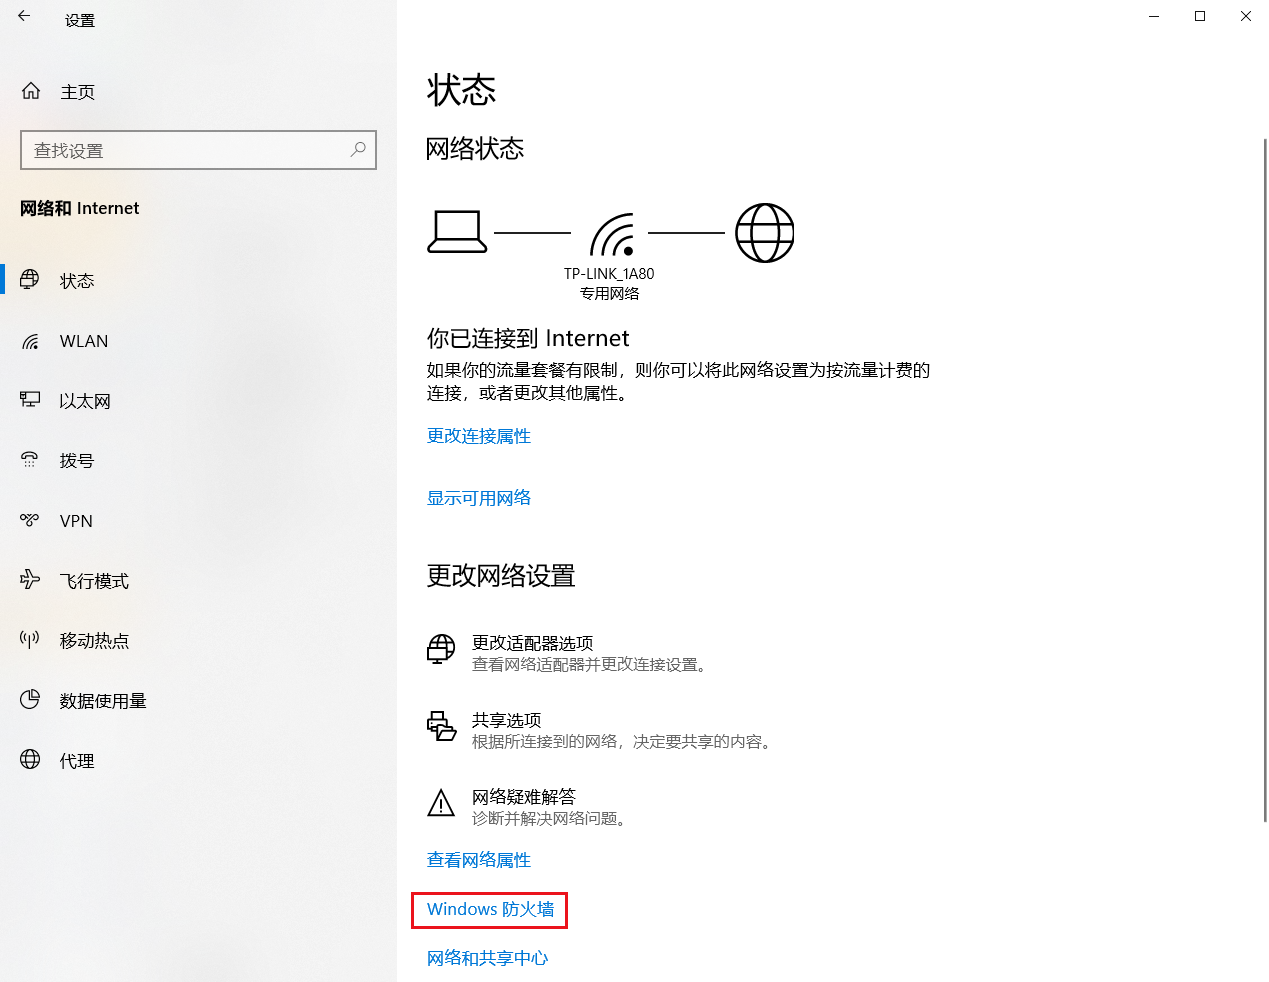 设置
主页
查找设置
网络和 Internet
状态
WLAN
以太网
拨号
VPN
飞行模式
移动热点
数据使用量
代理
状态
网络状态
TP-LINK_1A80
专用网络
你已连接到 Internet
如果你的流量套餐有限制，则你可以将此网络设置为按流量计费的
连接，或者更改其他属性。
更改连接属性
显示可用网络
更改网络设置
更改适配器选项
查看网络适配器并更改连接设置。
共享选项
根据所连接到的网络，决定要共享的内容。
网络疑难解答
诊断并解决网络问题。
查看网络属性
Windows 防火墙
网络和共享中心